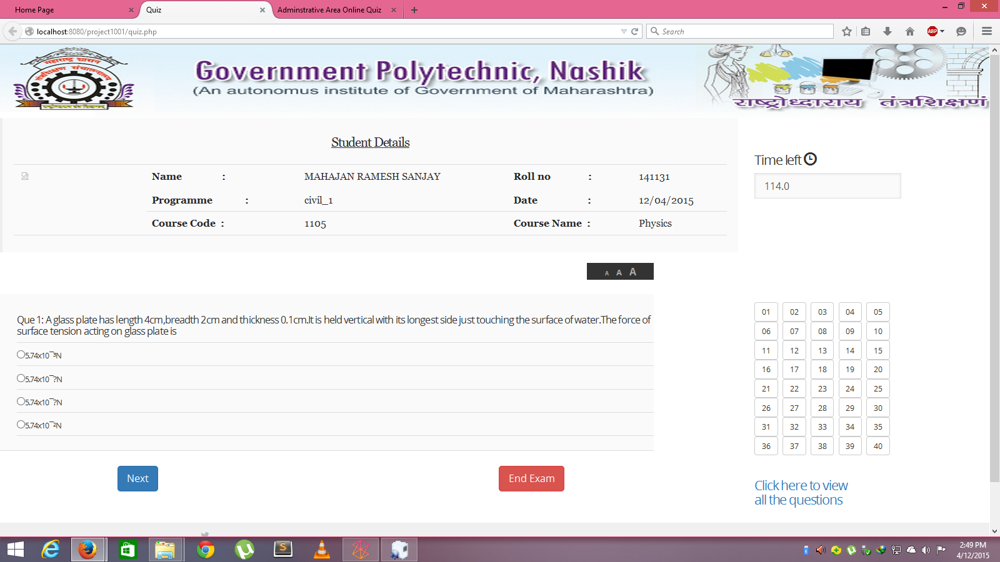 Home Page
Quiz
Adminstrative Area Online Quiz
localhost:8080/project1001/quiz.php
Search
ABP
महाराष्ट्र शासन
तंत्रशिक्षण संचालनालय
Government Polytechnic, Nashik
(An autonomus institute of Government of Maharashtra)
राष्ट्रोध्दाराय तंत्रशिक्षणं
Student Details
Name : MAHAJAN RAMESH SANJAY Roll no : 141131
Programme : civil_1 Date : 12/04/2015
Course Code : 1105 Course Name : Physics
Time left
114.0
A A A
Que 1: A glass plate has length 4cm,breadth 2cm and thickness 0.1cm.It is held vertical with its longest side just touching the surface of water.The force of
surface tension acting on glass plate is
5.74x10¯³N
5.74x10¯?N
5.74x10¯?N
5.74x10¯²N
Next
End Exam
01 02 03 04 05
06 07 08 09 10
11 12 13 14 15
16 17 18 19 20
21 22 23 24 25
26 27 28 29 30
31 32 33 34 35
36 37 38 39 40
Click here to view
all the questions
2:49 PM
4/12/2015